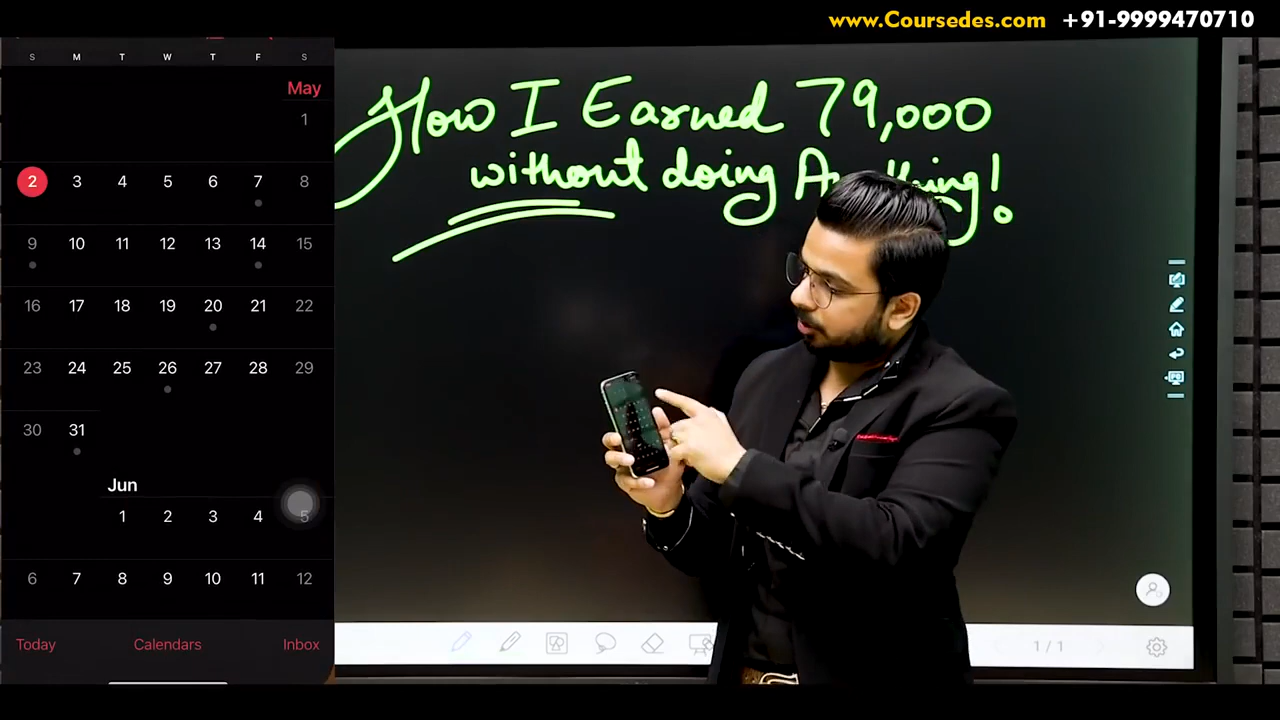 www.Coursedes.com +91-9999470710
S M T W T F S
May
1
2 3 4 5 6 7 8
9 10 11 12 13 14 15
16 17 18 19 20 21 22
23 24 25 26 27 28 29
30 31
Jun
1 2 3 4 5
6 7 8 9 10 11 12
Today Calendars Inbox
How I Earned 79,000
without doing Anything!
1 / 1